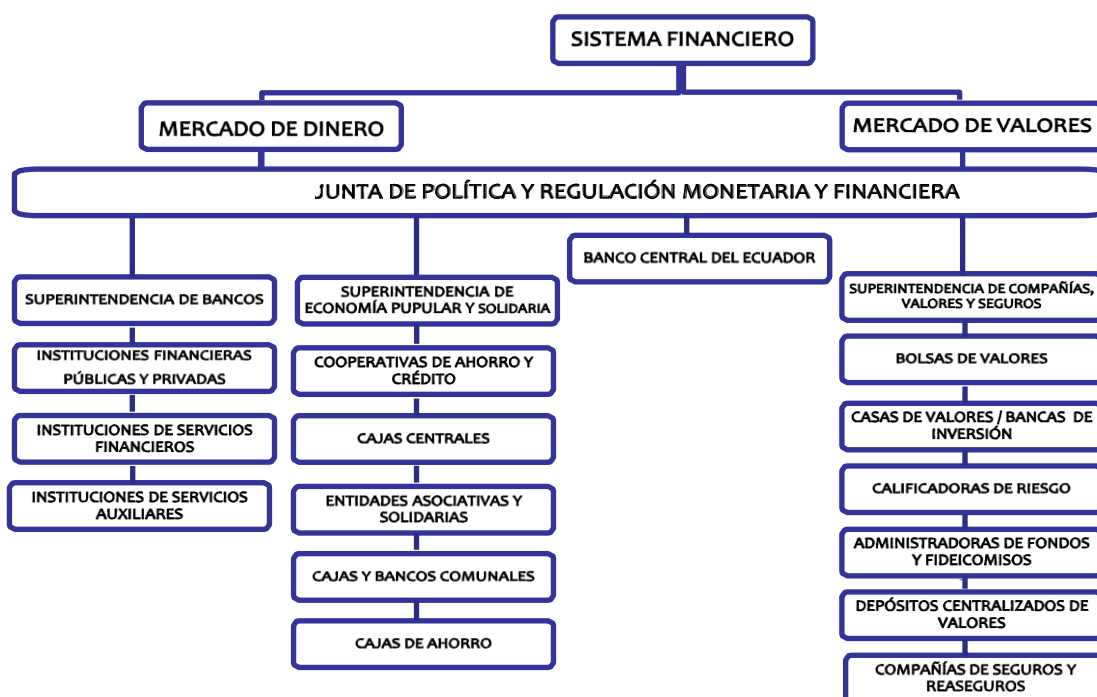 SISTEMA FINANCIERO
MERCADO DE DINERO
MERCADO DE VALORES
JUNTA DE POLÍTICA Y REGULACIÓN MONETARIA Y FINANCIERA
BANCO CENTRAL DEL ECUADOR
SUPERINTENDENCIA DE BANCOS
INSTITUCIONES FINANCIERAS
PÚBLICAS Y PRIVADAS
INSTITUCIONES DE SERVICIOS
FINANCIEROS
INSTITUCIONES DE SERVICIOS
AUXILIARES
SUPERINTENDENCIA DE
ECONOMÍA PUPULAR Y SOLIDARIA
COOPERATIVAS DE AHORRO Y
CRÉDITO
CAJAS CENTRALES
ENTIDADES ASOCIATIVAS Y
SOLIDARIAS
CAJAS Y BANCOS COMUNALES
CAJAS DE AHORRO
SUPERINTENDENCIA DE COMPAÑÍAS,
VALORES Y SEGUROS
BOLSAS DE VALORES
CASAS DE VALORES / BANCAS DE
INVERSIÓN
CALIFICADORAS DE RIESGO
ADMINISTRADORAS DE FONDOS
Y FIDEICOMISOS
DEPÓSITOS CENTRALIZADOS DE
VALORES
COMPAÑÍAS DE SEGUROS Y
REASEGUROS